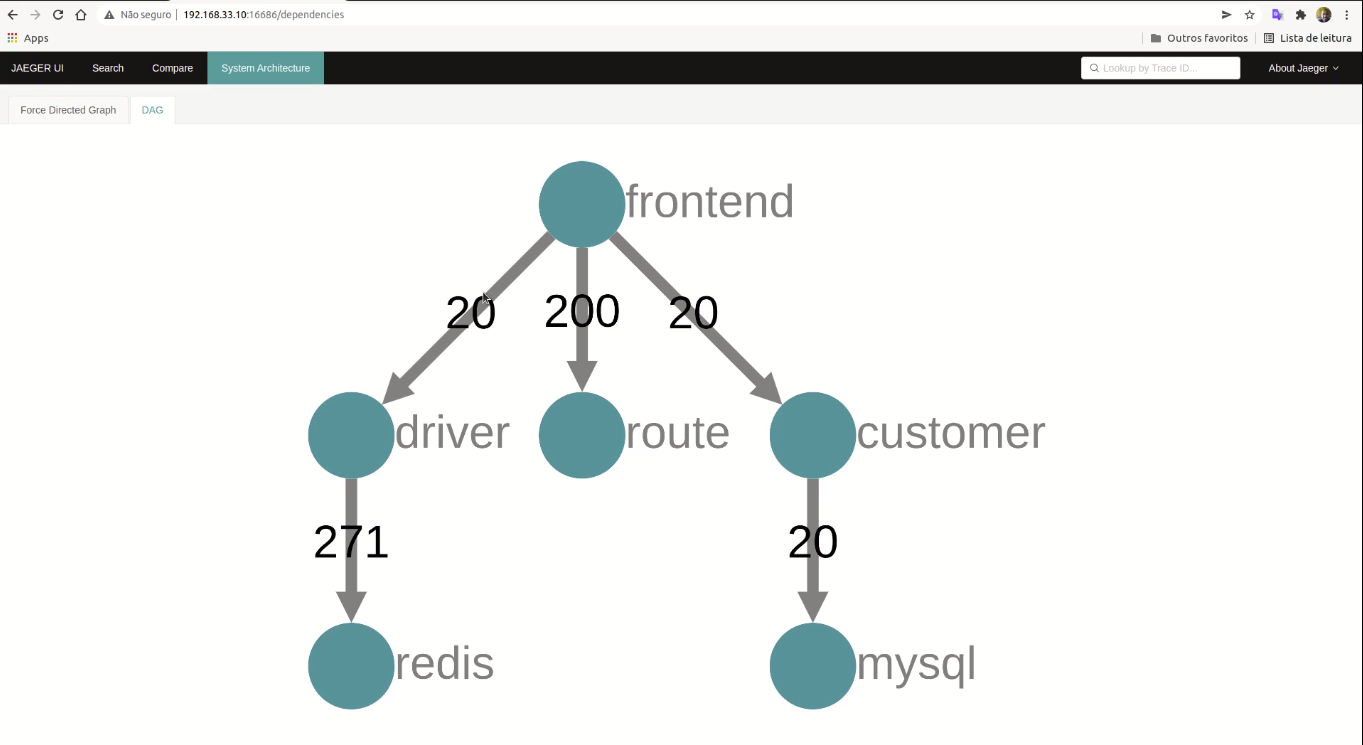 Não seguro | 192.168.33.10:16686/dependencies
Apps Outros favoritos Lista de leitura
JAEGER UI Search Compare System Architecture Lookup by Trace ID... About Jaeger
Force Directed Graph DAG
frontend
20 200 20
driver route customer
271 20
redis mysql